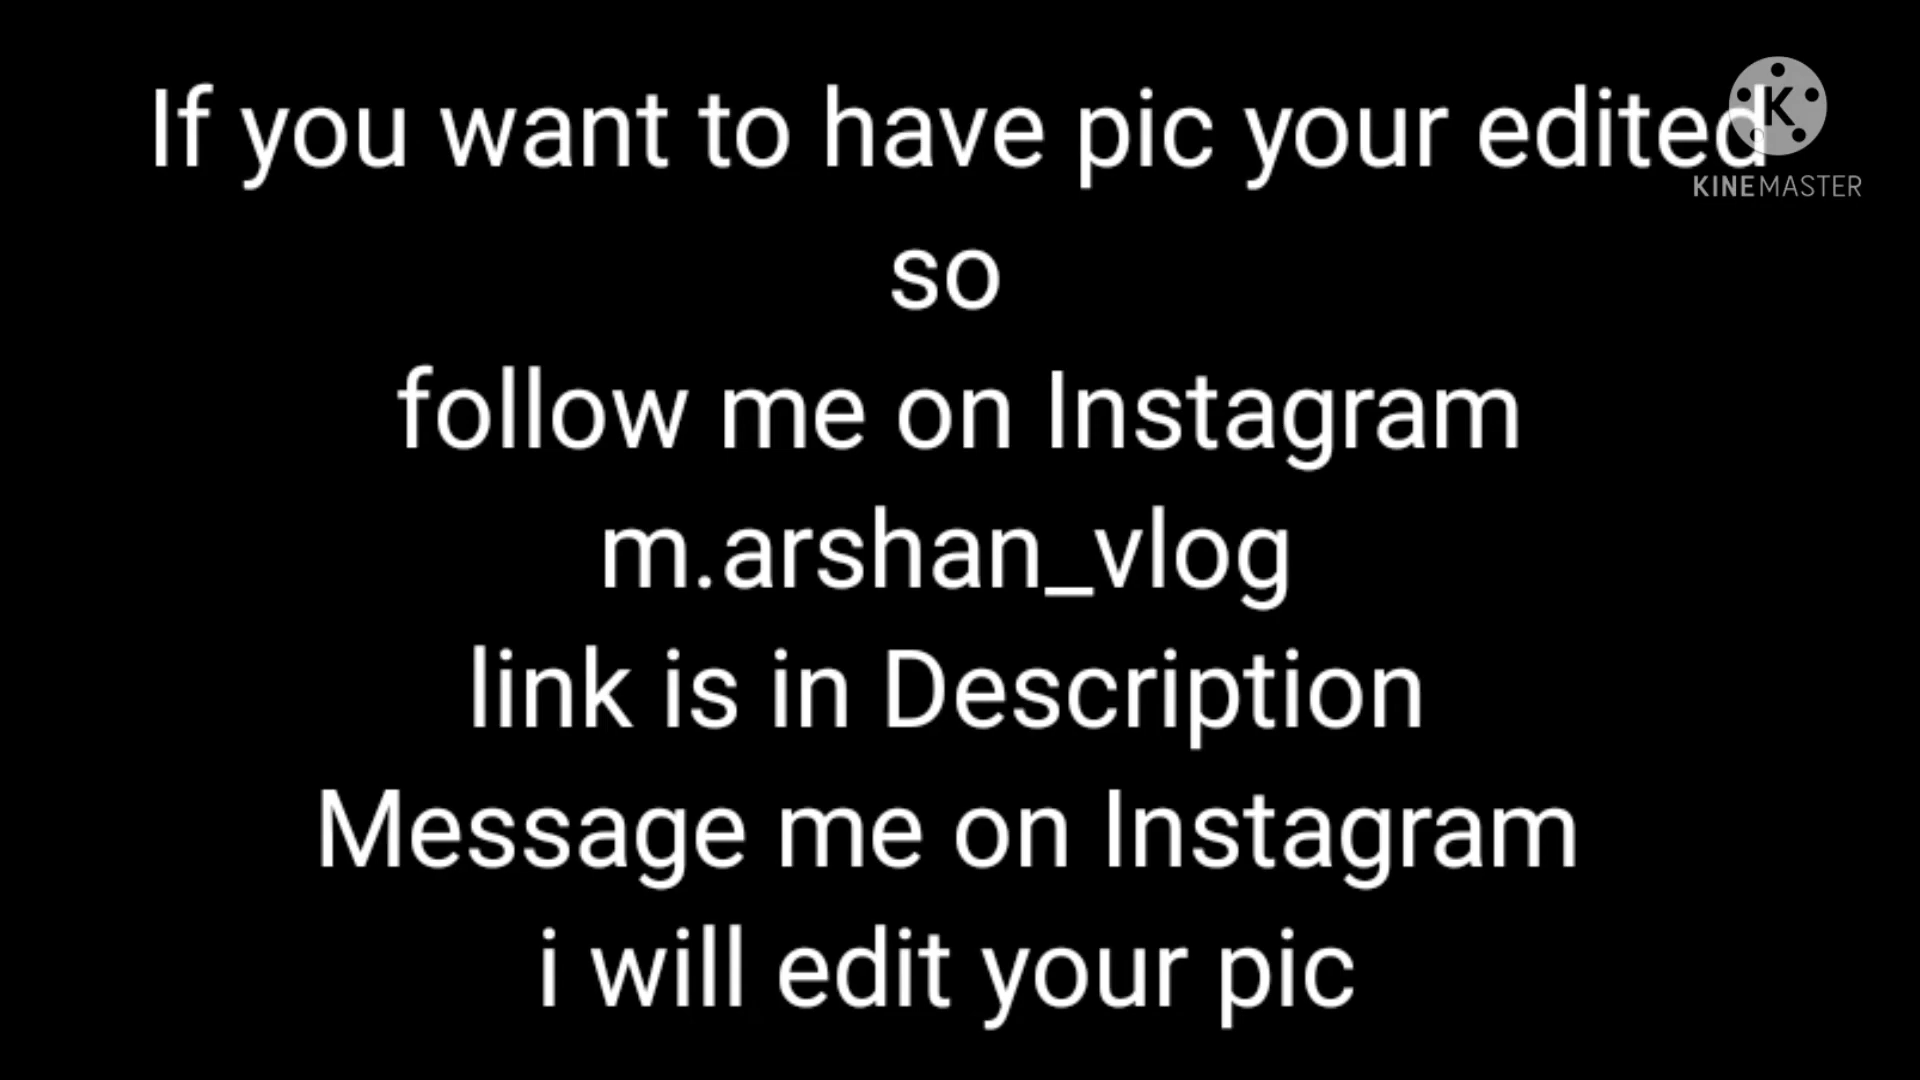 If you want to have pic your edited
K
KINEMASTER
so
follow me on Instagram
m.arshan_vlog
link is in Description
Message me on Instagram
i will edit your pic